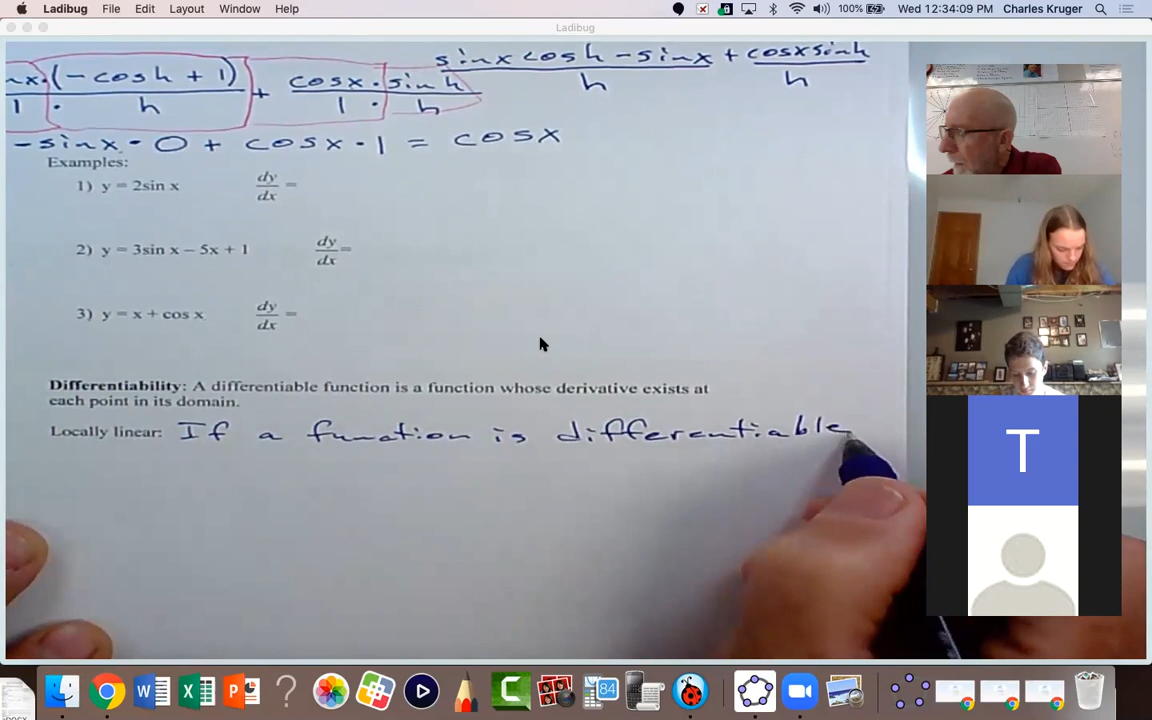 Ladibug File Edit Layout Window Help 100% Wed 12:34:09 PM Charles Kruger
Ladibug
sinx cosh - sinx + cosx sinh
h h
nx. (- cosh + 1) + cosx . sinh
1 . h 1 . h
- sinx . 0 + cosx . 1 = cosx
Examples:
1) y = 2sin x dy/dx =
2) y = 3sin x – 5x + 1 dy/dx =
3) y = x + cos x dy/dx =
Differentiability: A differentiable function is a function whose derivative exists at
each point in its domain.
Locally linear: If a function is differentiable
T
84